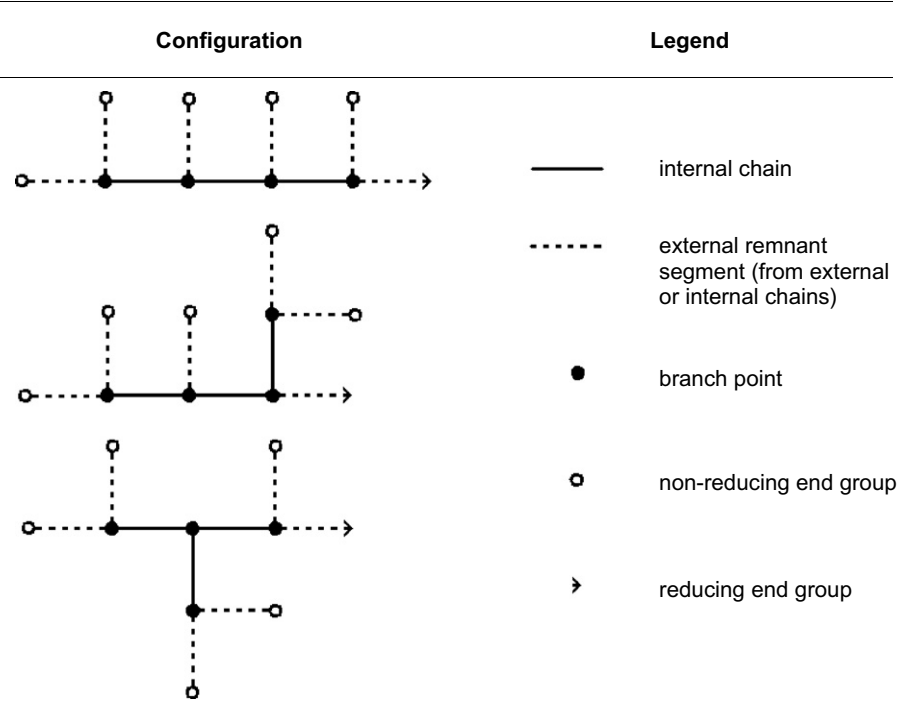 Configuration
Legend
internal chain
external remnant
segment (from external
or internal chains)
branch point
non-reducing end group
reducing end group